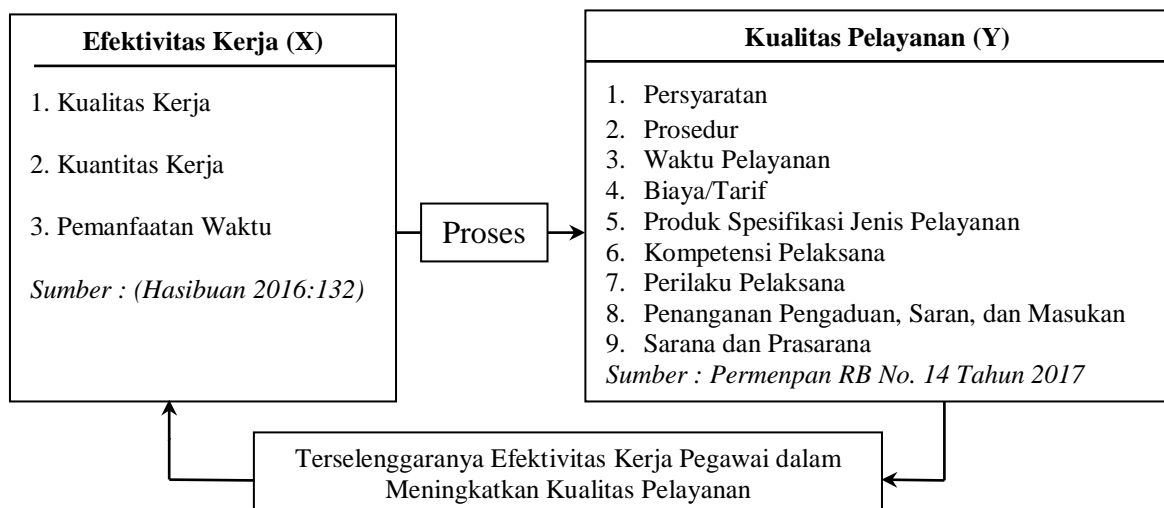 Efektivitas Kerja (X)
1. Kualitas Kerja
2. Kuantitas Kerja
3. Pemanfaatan Waktu
Sumber : (Hasibuan 2016:132)
Proses
Kualitas Pelayanan (Y)
1. Persyaratan
2. Prosedur
3. Waktu Pelayanan
4. Biaya/Tarif
5. Produk Spesifikasi Jenis Pelayanan
6. Kompetensi Pelaksana
7. Perilaku Pelaksana
8. Penanganan Pengaduan, Saran, dan Masukan
9. Sarana dan Prasarana
Sumber : Permenpan RB No. 14 Tahun 2017
Terselenggaranya Efektivitas Kerja Pegawai dalam
Meningkatkan Kualitas Pelayanan